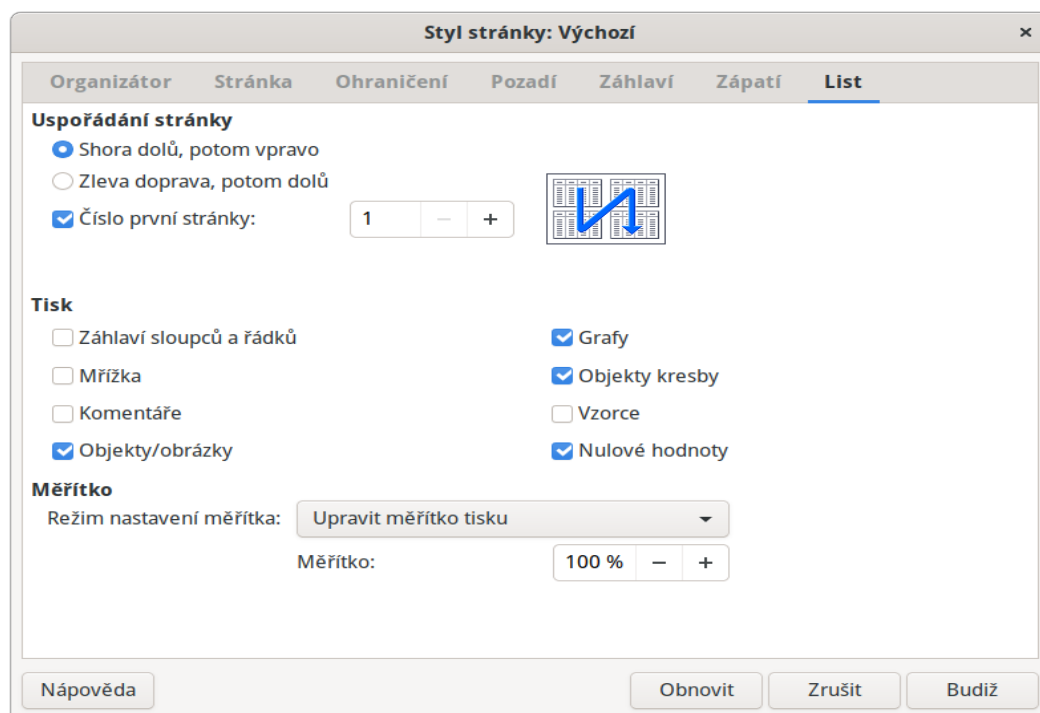 Styl stránky: Výchozí
Organizátor Stránka Ohraničení Pozadí Záhlaví Zápatí List
Uspořádání stránky
Shora dolů, potom vpravo
Zleva doprava, potom dolů
Číslo první stránky: 1
Tisk
Záhlaví sloupců a řádků Grafy
Mřížka Objekty kresby
Komentáře Vzorce
Objekty/obrázky Nulové hodnoty
Měřítko
Režim nastavení měřítka: Upravit měřítko tisku
Měřítko: 100 %
Nápověda Obnovit Zrušit Budiž